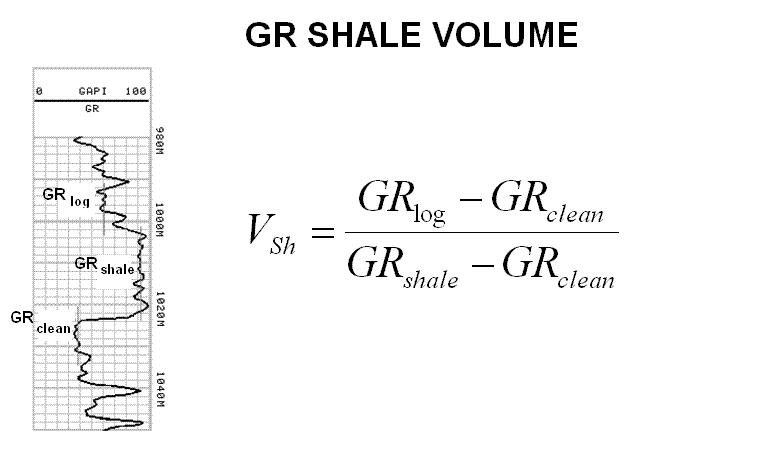 GR SHALE VOLUME
0 GAPI 100
GR
980M
GR log
1000M
GR shale
1020M
GR clean
1040M
V_Sh = (GR_log − GR_clean) / (GR_shale − GR_clean)